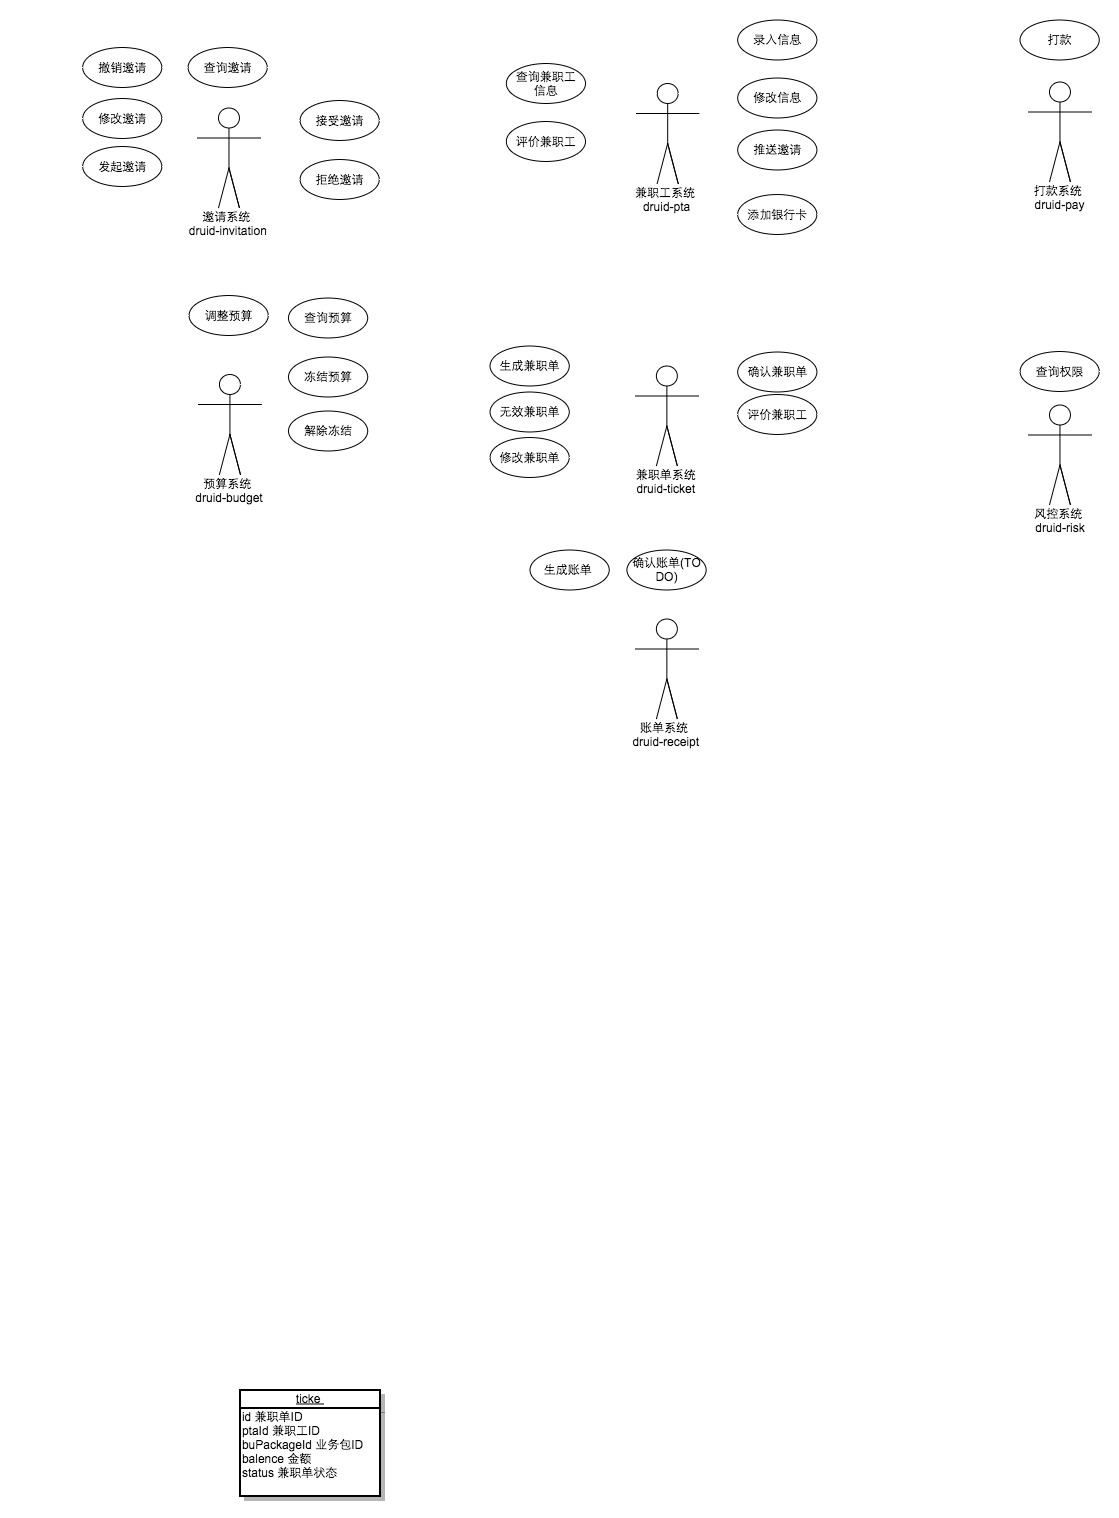 撤销邀请
查询邀请
修改邀请
发起邀请
接受邀请
拒绝邀请
邀请系统
druid-invitation
查询兼职工
信息
评价兼职工
录入信息
修改信息
推送邀请
添加银行卡
兼职工系统
druid-pta
打款
打款系统
druid-pay
调整预算
查询预算
冻结预算
解除冻结
预算系统
druid-budget
生成兼职单
无效兼职单
修改兼职单
确认兼职单
评价兼职工
兼职单系统
druid-ticket
查询权限
风控系统
druid-risk
生成账单
确认账单(TO
DO)
账单系统
druid-receipt
ticke
id 兼职单ID
ptaId 兼职工ID
buPackageId 业务包ID
balence 金额
status 兼职单状态